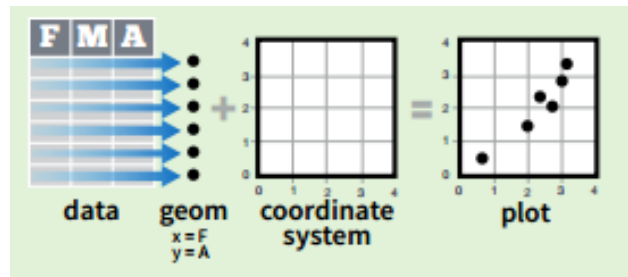 F M A
+
=
4
3
2
1
0
0 1 2 3 4
4
3
2
1
0
0 1 2 3 4
data
geom
x=F
y=A
coordinate
system
plot